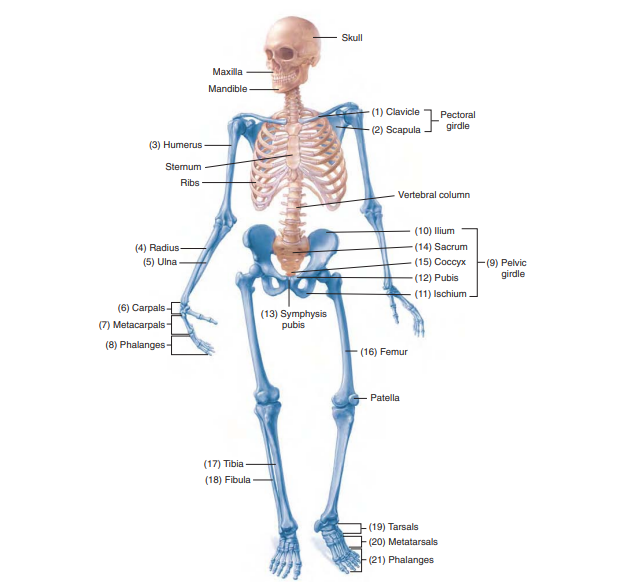 Skull
Maxilla
Mandible
(1) Clavicle
Pectoral
girdle
(2) Scapula
(3) Humerus
Sternum
Ribs
Vertebral column
(10) Ilium
(4) Radius
(14) Sacrum
(5) Ulna
(15) Coccyx
(9) Pelvic
girdle
(12) Pubis
(11) Ischium
(6) Carpals
(13) Symphysis
pubis
(7) Metacarpals
(8) Phalanges
(16) Femur
Patella
(17) Tibia
(18) Fibula
(19) Tarsals
(20) Metatarsals
(21) Phalanges